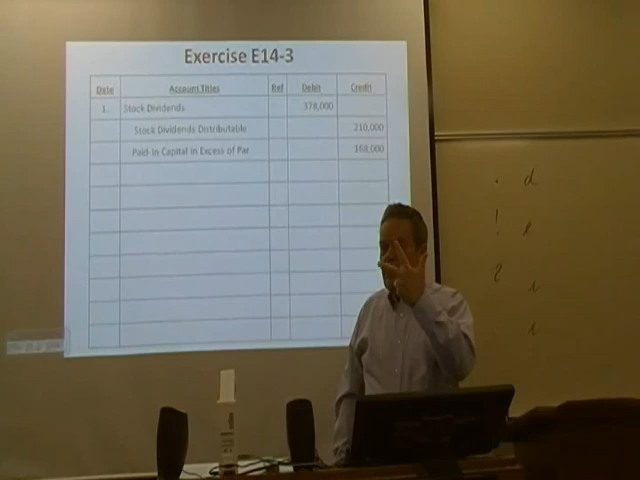 Exercise E14-3
Date Account Titles Ref Debit Credit
1. Stock Dividends 378,000
Stock Dividends Distributable 210,000
Paid-In Capital in Excess of Par 168,000
. d
!
i
i